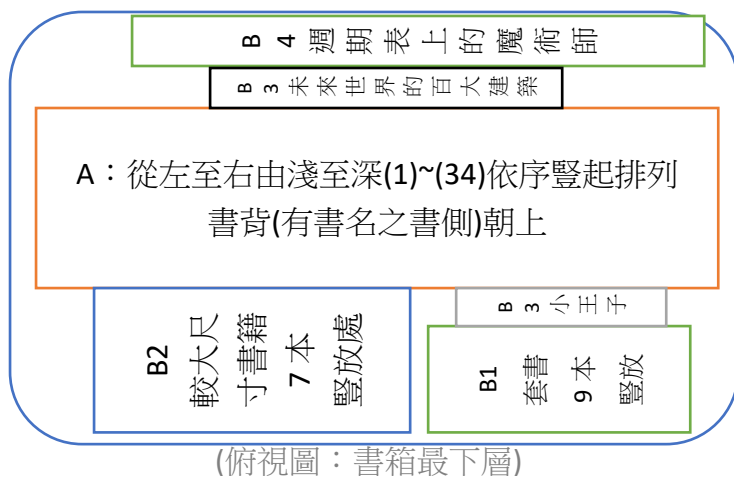 B 4 週期表上的魔術師
B 3 未來世界的百大建築
A：從左至右由淺至深(1)~(34)依序豎起排列
書背(有書名之書側)朝上
B2
較大尺
寸書籍
7 本
豎放處
B 3 小王子
B1
套書
9 本
豎放
(俯視圖：書箱最下層)